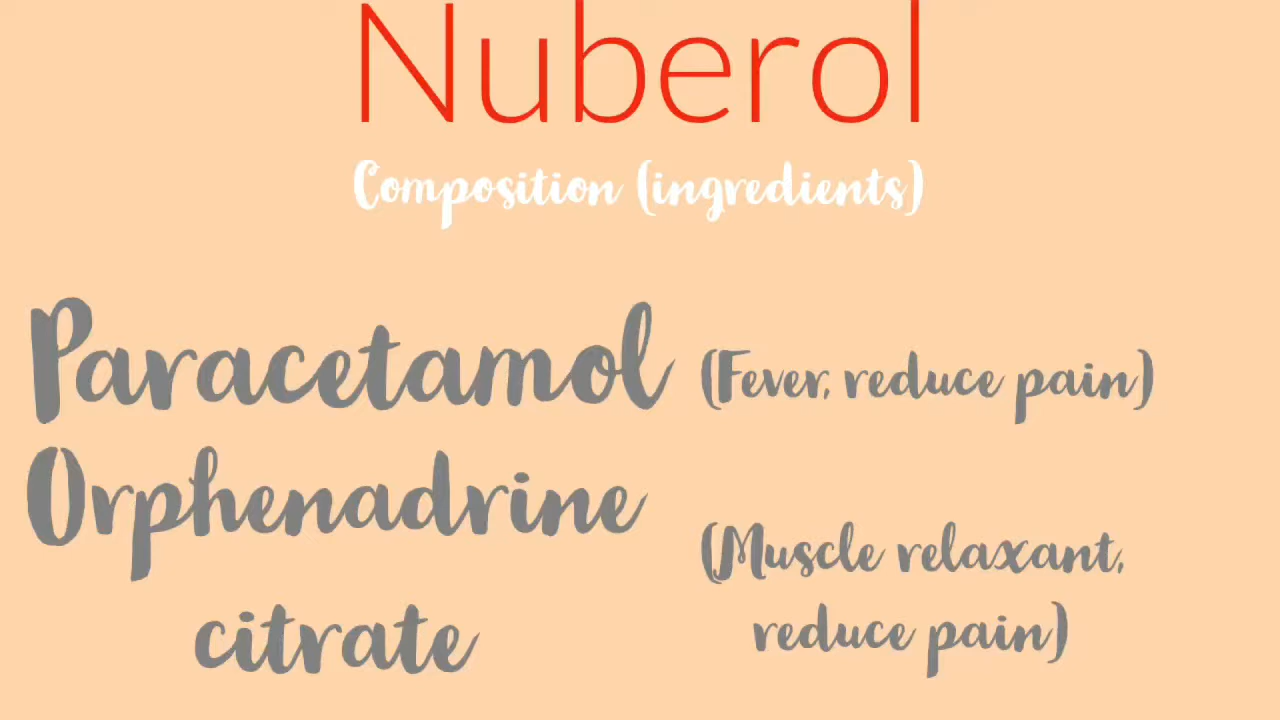 Nuberol
Composition (ingredients)
Paracetamol (Fever, reduce pain)
Orphenadrine
citrate
(Muscle relaxant,
reduce pain)